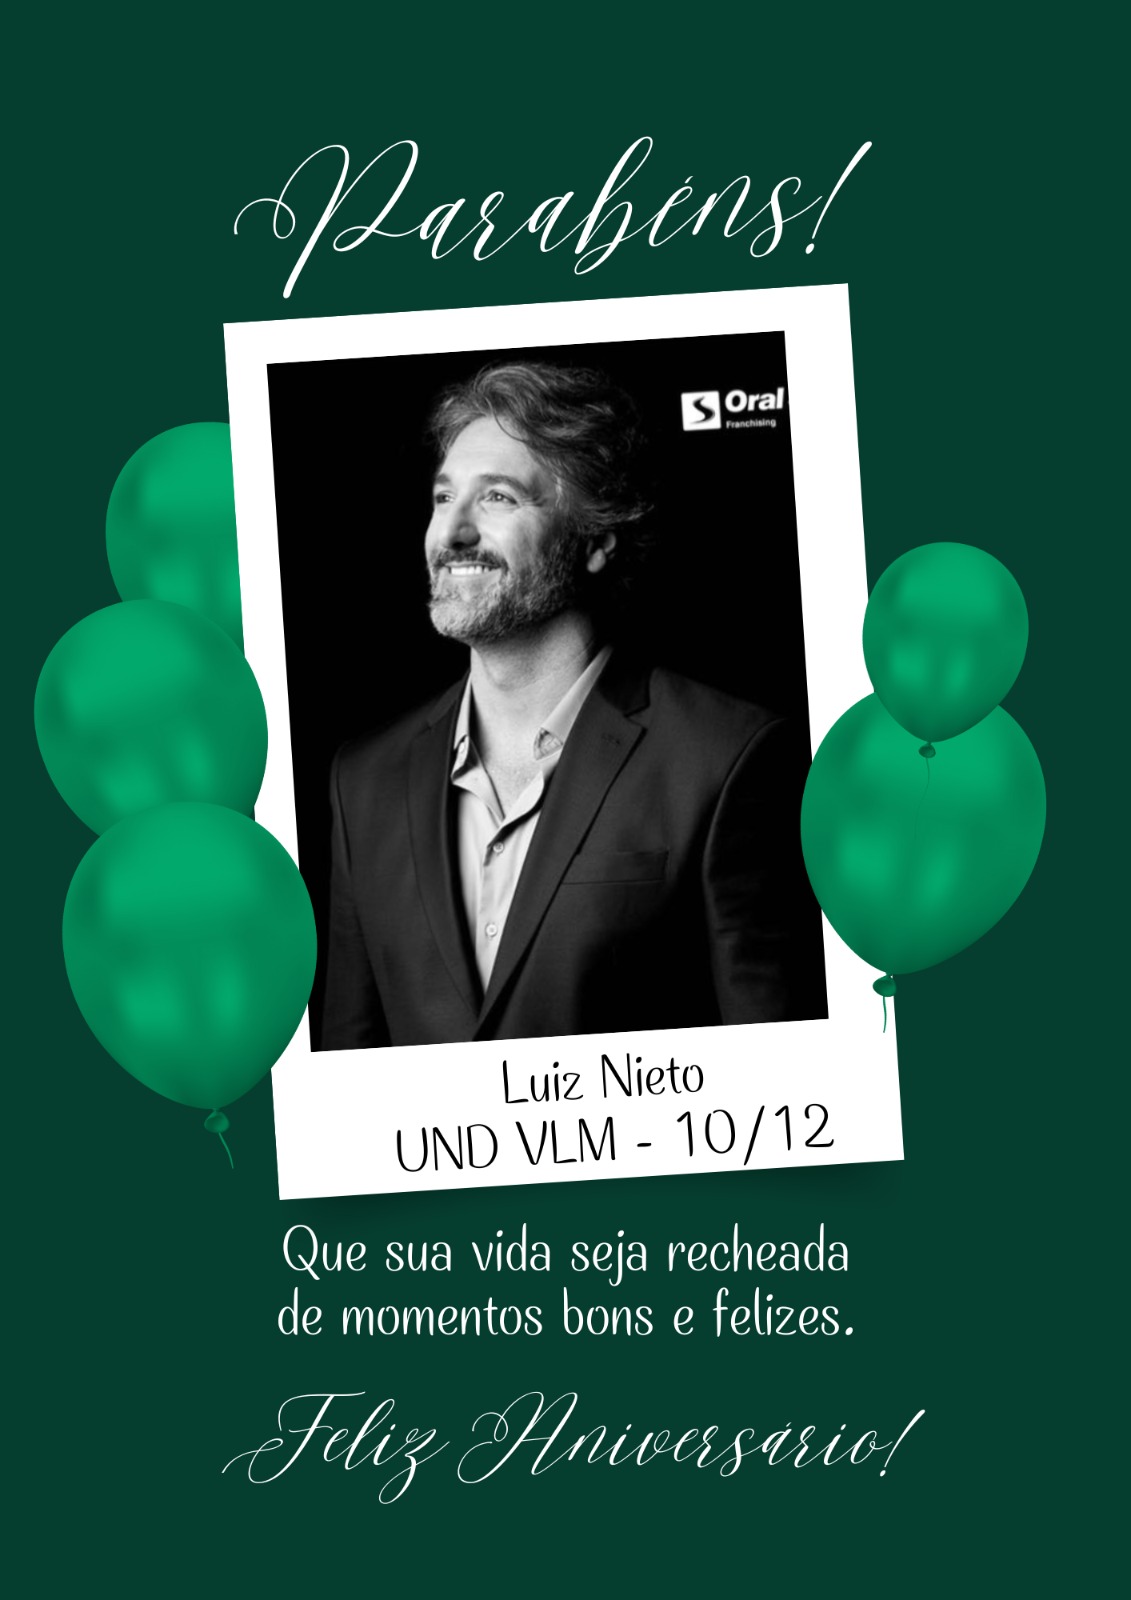 Parabéns!
Oral
Franchising
Luiz Nieto
UND VLM - 10/12
Que sua vida seja recheada
de momentos bons e felizes.
Feliz Aniversário!